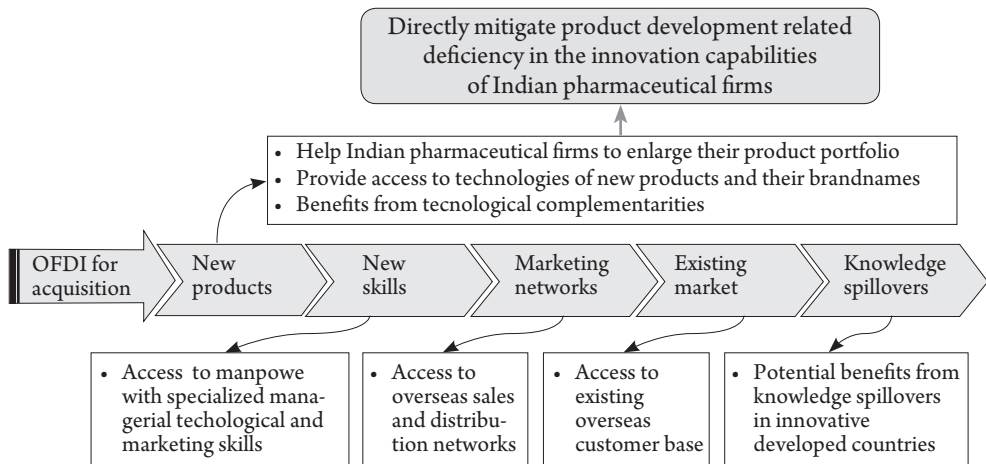 Directly mitigate product development related
deficiency in the innovation capabilities
of Indian pharmaceutical firms
• Help Indian pharmaceutical firms to enlarge their product portfolio
• Provide access to technologies of new products and their brandnames
• Benefits from tecnological complementarities
OFDI for
acquisition
New
products
New
skills
Marketing
networks
Existing
market
Knowledge
spillovers
• Access to manpowe
with specialized mana-
gerial techological and
marketing skills
• Access to
overseas sales
and distribu-
tion networks
• Access to
existing
overseas
customer base
• Potential benefits from
knowledge spillovers
in innovative
developed countries